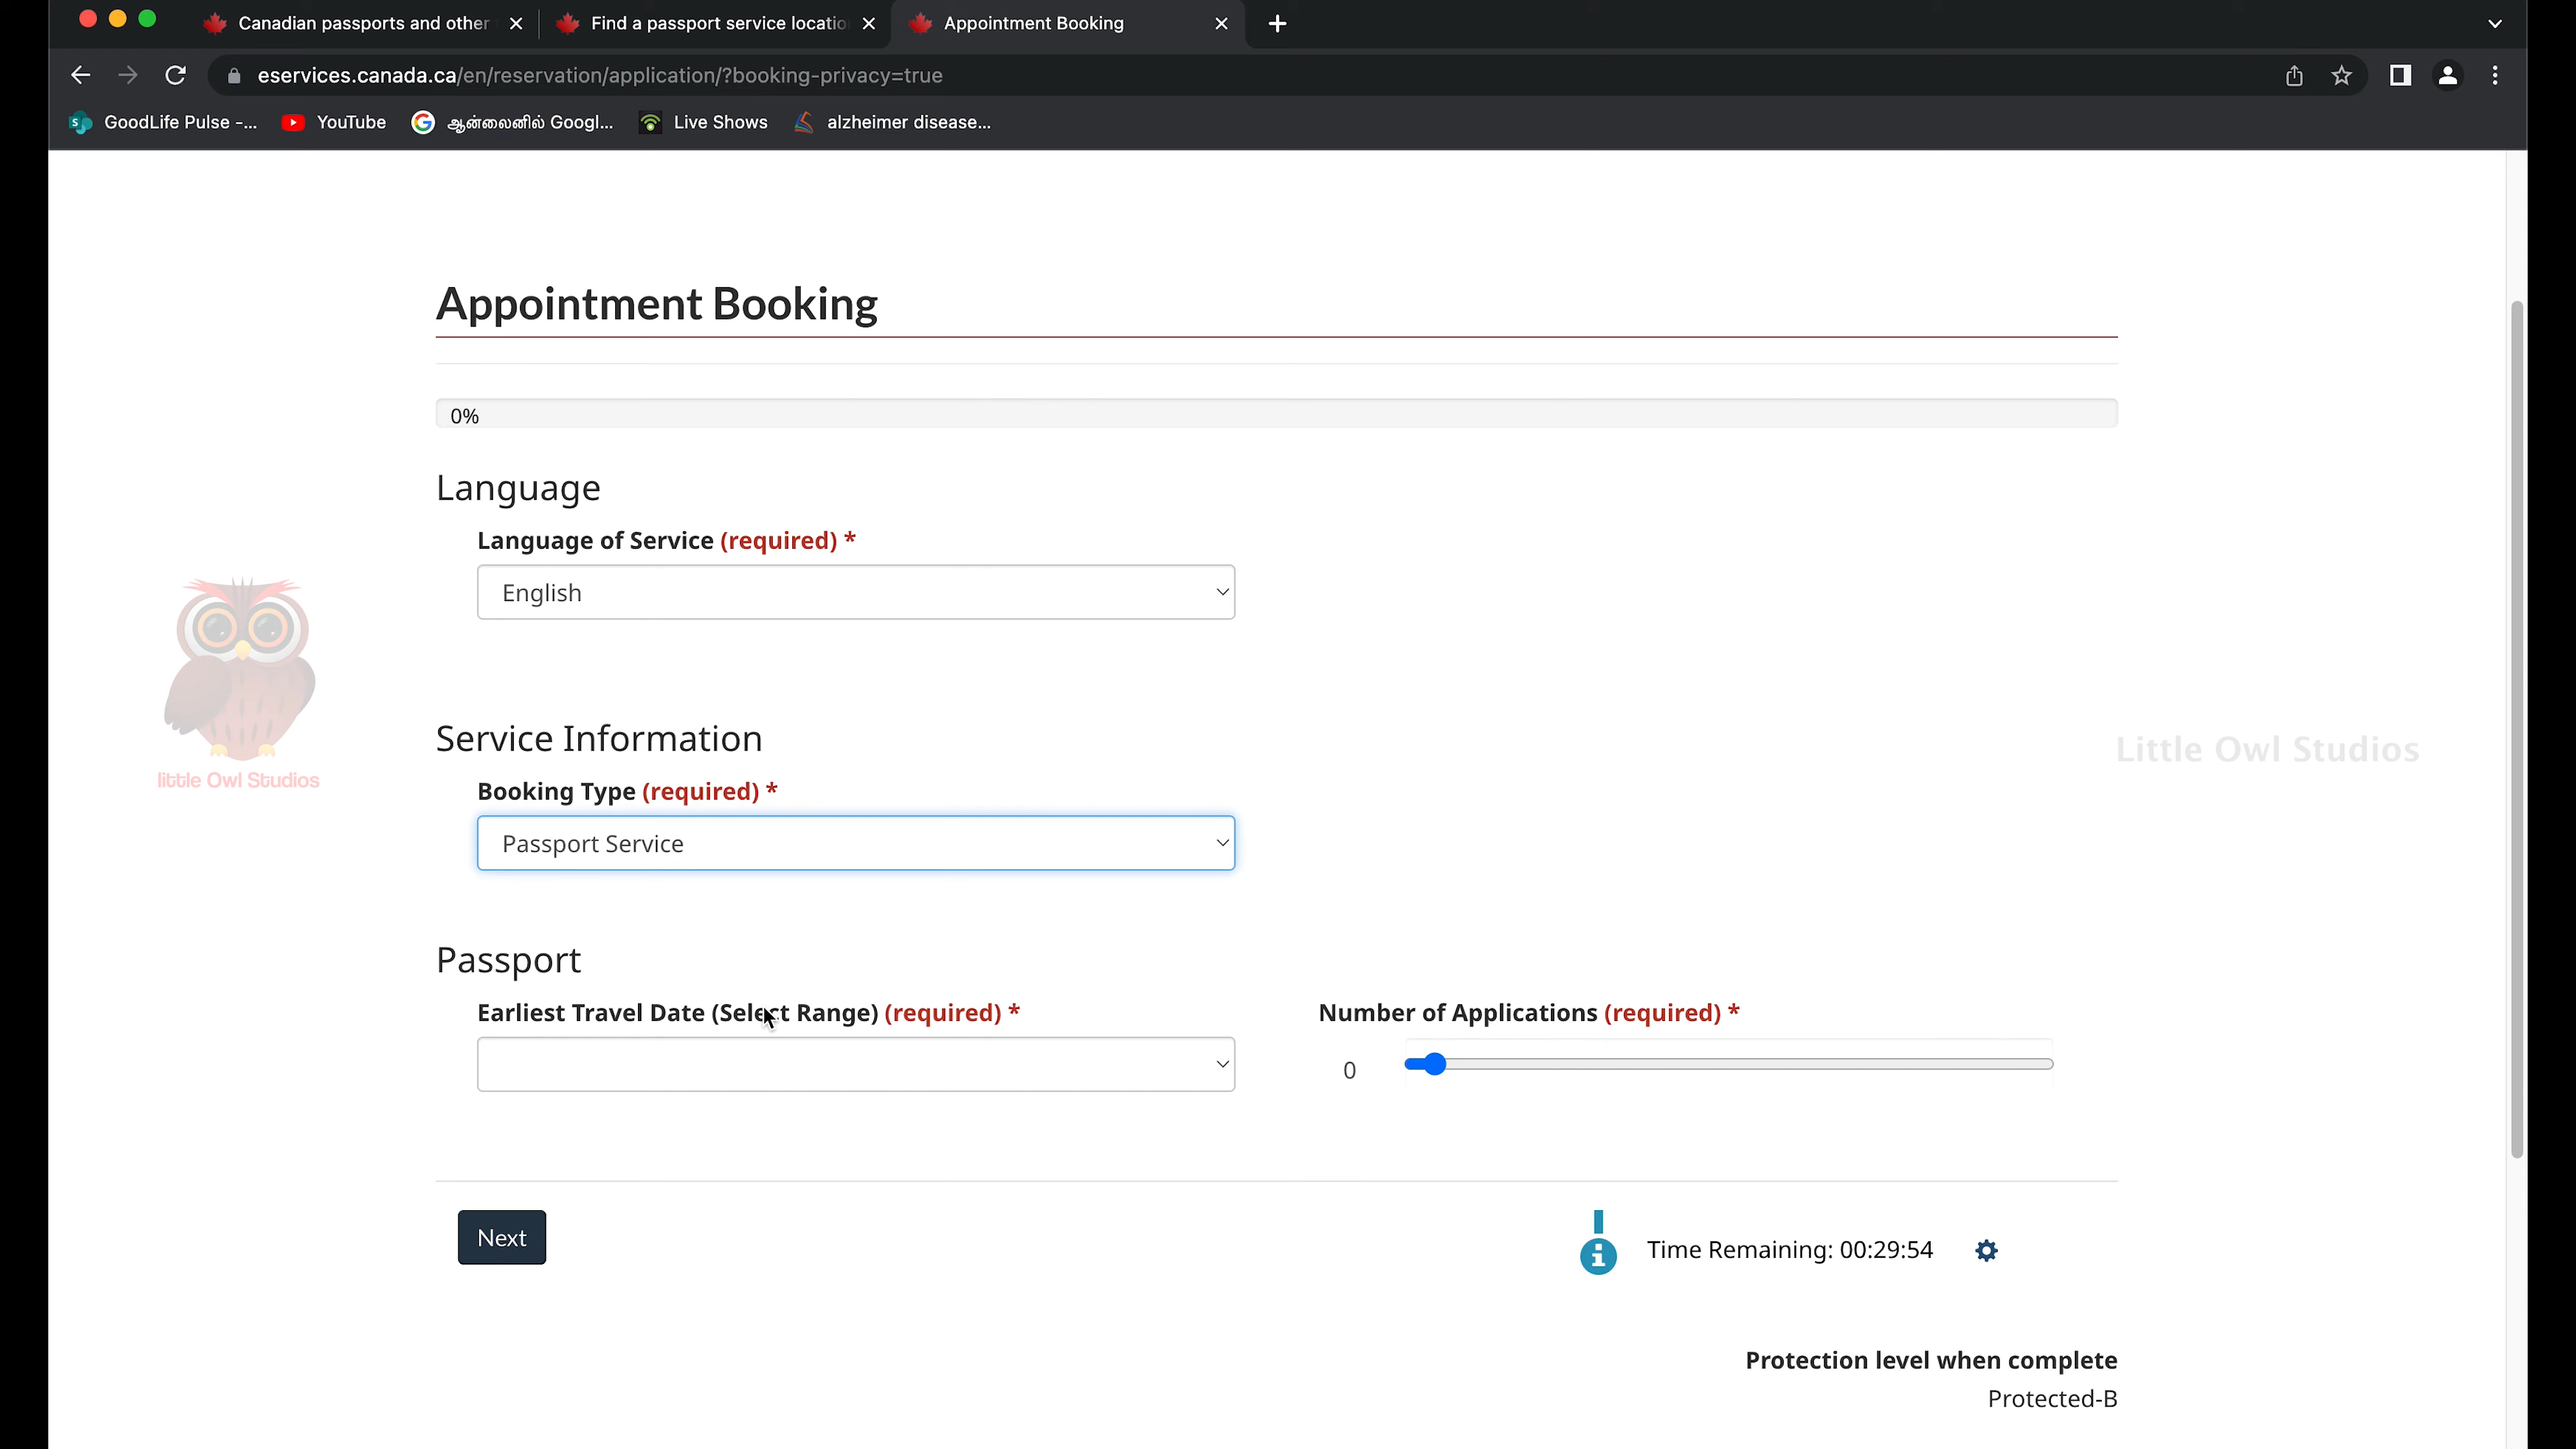 Canadian passports and other
Find a passport service locatio
Appointment Booking
eservices.canada.ca/en/reservation/application/?booking-privacy=true
GoodLife Pulse -...
YouTube
ஆன்லைனில் Googl...
Live Shows
alzheimer disease...
Appointment Booking
0%
Language
Language of Service (required) *
English
little Owl Studios
Service Information
Little Owl Studios
Booking Type (required) *
Passport Service
Passport
Earliest Travel Date (Select Range) (required) *
Number of Applications (required) *
0
Next
Time Remaining: 00:29:54
Protection level when complete
Protected-B